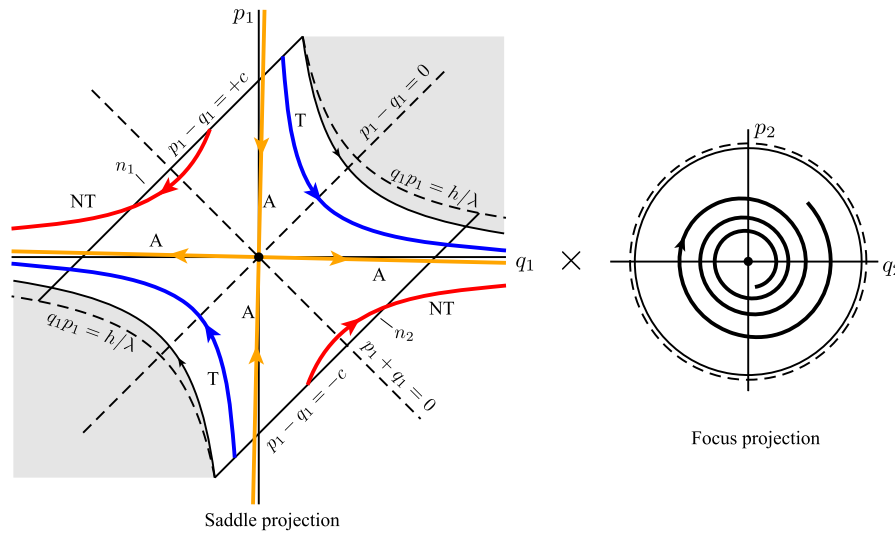 p₁
p₁ − q₁ = +c
p₁ − q₁ = 0
n₁
T
q₁p₁ = h/λ
NT
A
A
A
q₁
A
q₁p₁ = h/λ
T
NT
n₂
p₁ + q₁ = 0
p₁ − q₁ = −c
Saddle projection
×
p₂
q₂
Focus projection